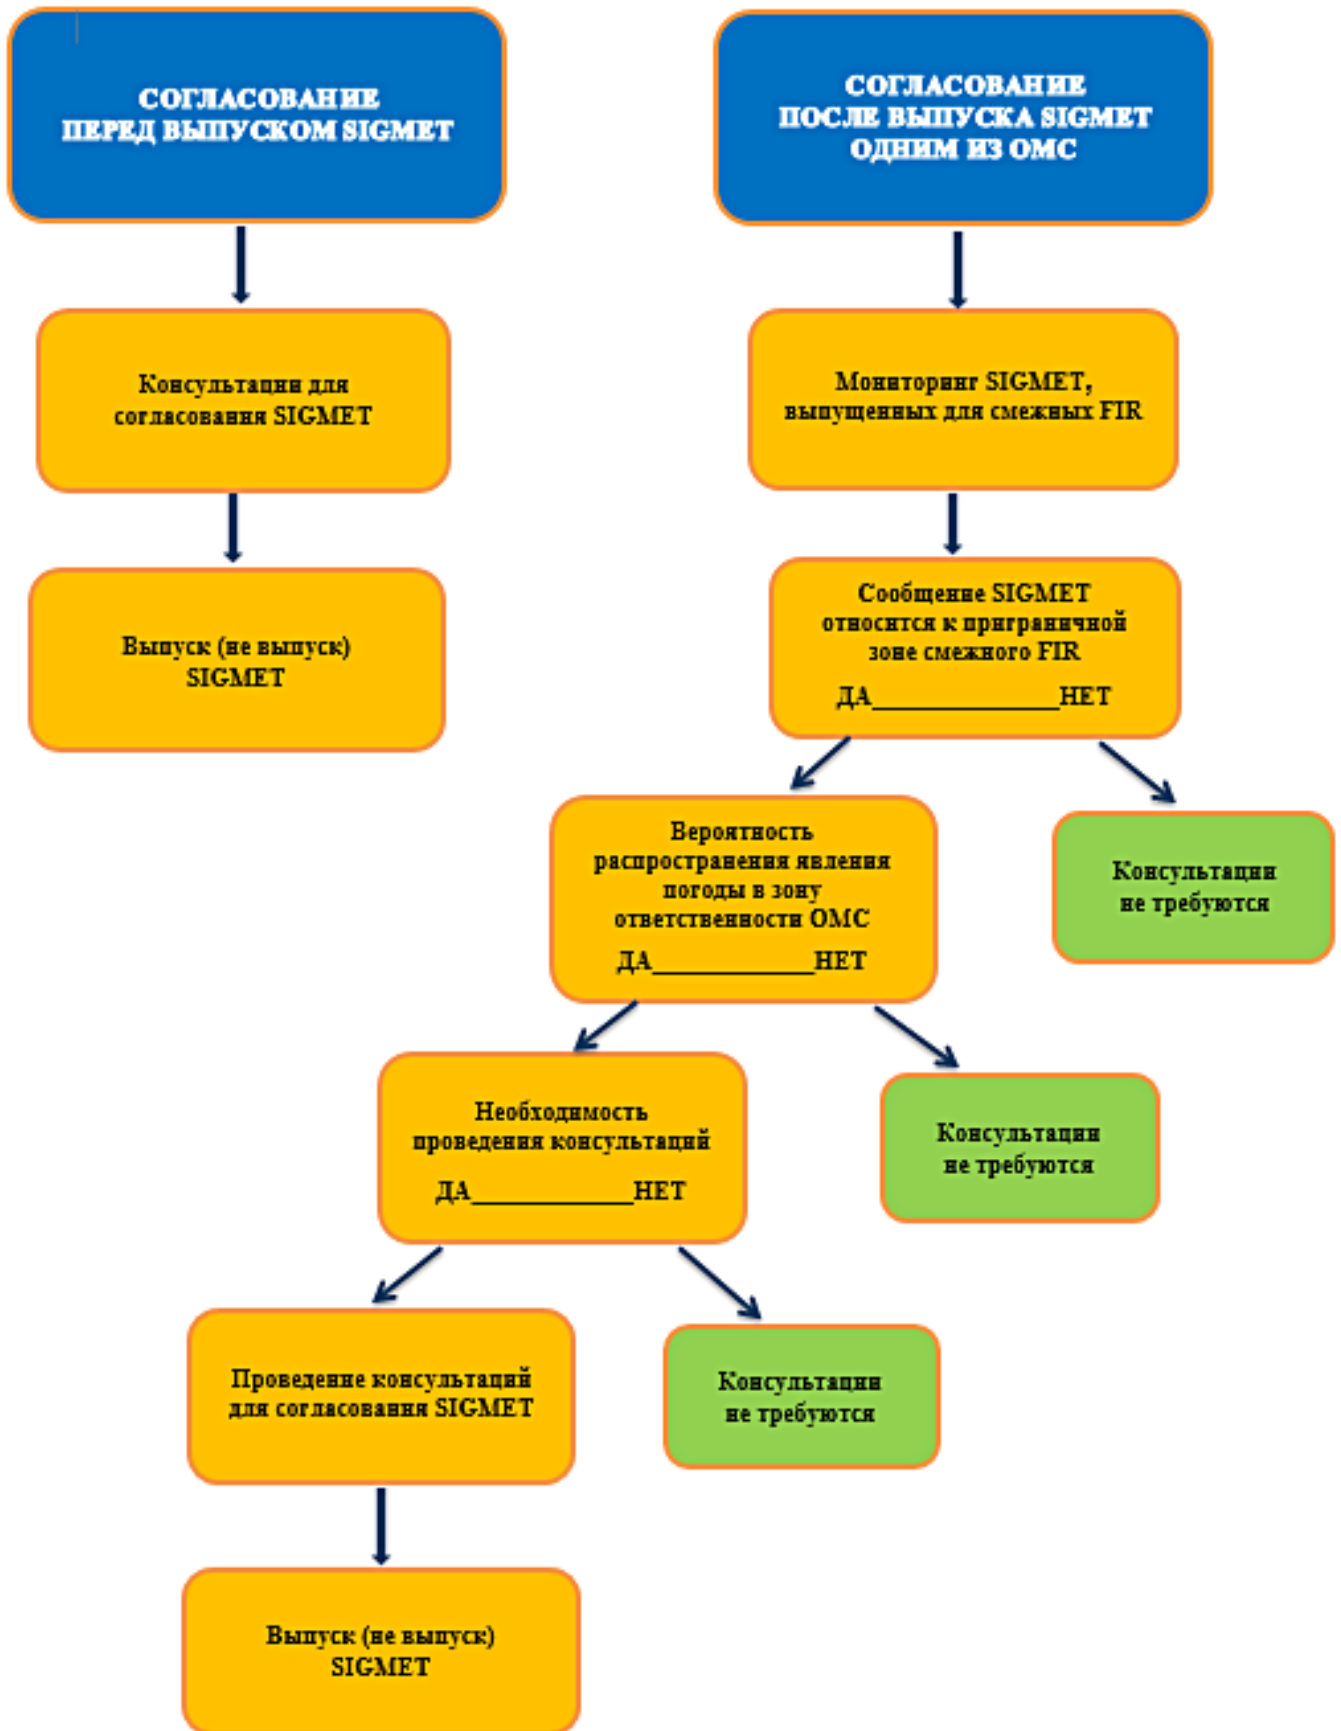 СОГЛАСОВАНИЕ
ПЕРЕД ВЫПУСКОМ SIGMET
Консультации для
согласования SIGMET
Выпуск (не выпуск)
SIGMET
СОГЛАСОВАНИЕ
ПОСЛЕ ВЫПУСКА SIGMET
ОДНИМ ИЗ ОМС
Мониторинг SIGMET,
выпущенных для смежных FIR
Сообщение SIGMET
относится к приграничной
зоне смежного FIR
ДА_______________НЕТ
Вероятность
распространения явления
погоды в зону
ответственности ОМС
ДА_____________НЕТ
Консультации
не требуются
Необходимость
проведения консультаций
ДА_____________НЕТ
Консультации
не требуются
Проведение консультаций
для согласования SIGMET
Консультации
не требуются
Выпуск (не выпуск)
SIGMET